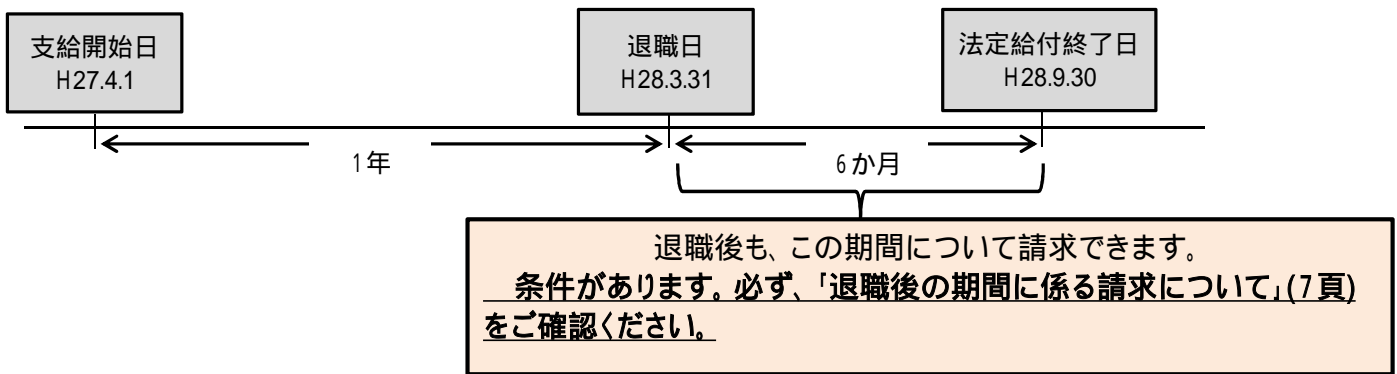 支給開始日
H27.4.1
退職日
H28.3.31
法定給付終了日
H28.9.30
1年
6か月
退職後も、この期間について請求できます。
条件があります。必ず、「退職後の期間に係る請求について」(7頁)
をご確認ください。